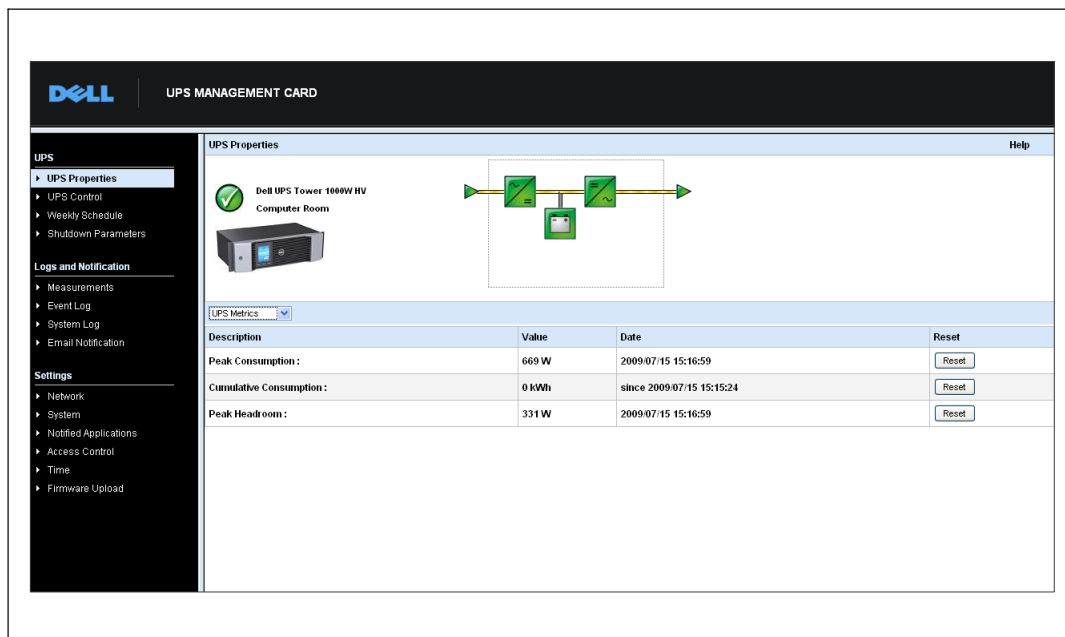 DELL
UPS MANAGEMENT CARD
UPS
UPS Properties
UPS Control
Weekly Schedule
Shutdown Parameters
Logs and Notification
Measurements
Event Log
System Log
Email Notification
Settings
Network
System
Notified Applications
Access Control
Time
Firmware Upload
UPS Properties Help
Dell UPS Tower 1000W HV
Computer Room
UPS Metrics
Description Value Date Reset
Peak Consumption : 669 W 2009/07/15 15:16:59 Reset
Cumulative Consumption : 0 kWh since 2009/07/15 15:15:24 Reset
Peak Headroom : 331 W 2009/07/15 15:16:59 Reset